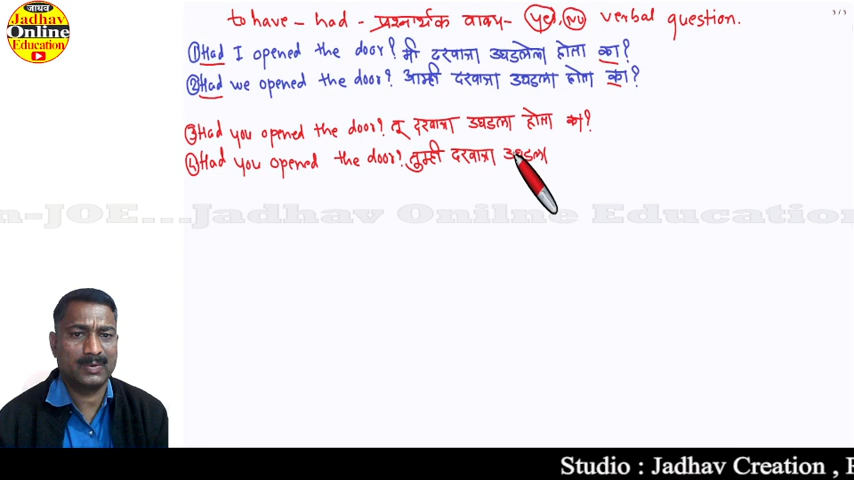 जाधव
Jadhav
Online
Education
to have - had - प्रश्नार्थक वाक्य - Yes, No verbal question.
① Had I opened the door? मी दरवाजा उघडलेला होता का?
② Had we opened the door? आम्ही दरवाजा उघडला होता का?
③ Had you opened the door? तू दरवाजा उघडला होता का?
④ Had you opened the door? तुम्ही दरवाजा उघडला
n-JOE...Jadhav Onilne Education
Studio : Jadhav Creation ,